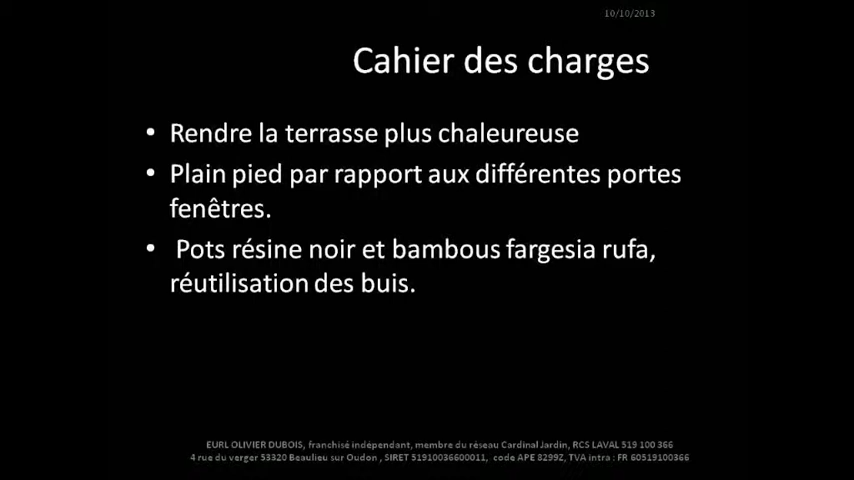 10/10/2013
Cahier des charges
• Rendre la terrasse plus chaleureuse
• Plain pied par rapport aux différentes portes
fenêtres.
• Pots résine noir et bambous fargesia rufa,
réutilisation des buis.
EURL OLIVIER DUBOIS, franchisé indépendant, membre du réseau Cardinal Jardin, RCS LAVAL 519 100 366
4 rue du verger 53320 Beaulieu sur Oudon , SIRET 51910036600011, code APE 8299Z, TVA intra : FR 60519100366